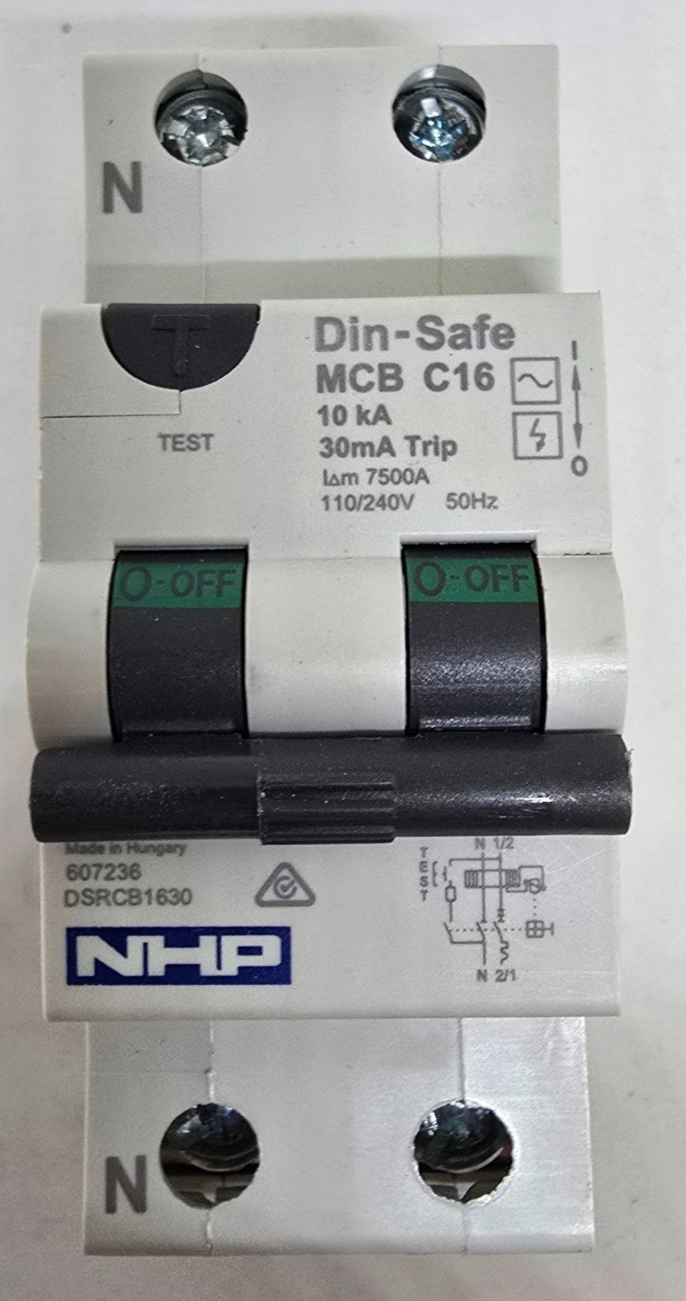 N
T
TEST
Din-Safe
MCB C16
10 kA
30mA Trip
I∆m 7500A
110/240V 50Hz
I
O
O-OFF
O-OFF
Made in Hungary
607236
DSRCB1630
NHP
N 1/2
TEST
N 2/1
N